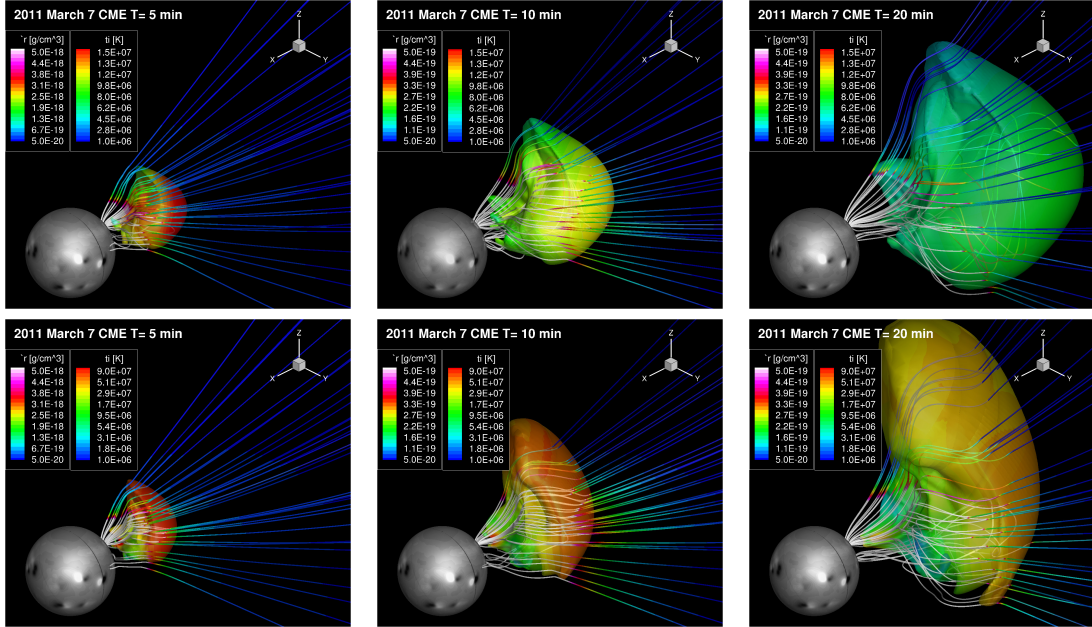 2011 March 7 CME T= 5 min
`r [g/cm^3] ti [K]
5.0E-18 1.5E+07
4.4E-18 1.3E+07
3.8E-18 1.2E+07
3.1E-18 9.8E+06
2.5E-18 8.0E+06
1.9E-18 6.2E+06
1.3E-18 4.5E+06
6.7E-19 2.8E+06
5.0E-20 1.0E+06
Z
X Y
2011 March 7 CME T= 10 min
`r [g/cm^3] ti [K]
5.0E-19 1.5E+07
4.4E-19 1.3E+07
3.9E-19 1.2E+07
3.3E-19 9.8E+06
2.7E-19 8.0E+06
2.2E-19 6.2E+06
1.6E-19 4.5E+06
1.1E-19 2.8E+06
5.0E-20 1.0E+06
Z
X Y
2011 March 7 CME T= 20 min
`r [g/cm^3] ti [K]
5.0E-19 1.5E+07
4.4E-19 1.3E+07
3.9E-19 1.2E+07
3.3E-19 9.8E+06
2.7E-19 8.0E+06
2.2E-19 6.2E+06
1.6E-19 4.5E+06
1.1E-19 2.8E+06
5.0E-20 1.0E+06
Z
X Y
2011 March 7 CME T= 5 min
`r [g/cm^3] ti [K]
5.0E-18 9.0E+07
4.4E-18 5.1E+07
3.8E-18 2.9E+07
3.1E-18 1.7E+07
2.5E-18 9.5E+06
1.9E-18 5.4E+06
1.3E-18 3.1E+06
6.7E-19 1.8E+06
5.0E-20 1.0E+06
Z
X Y
2011 March 7 CME T= 10 min
`r [g/cm^3] ti [K]
5.0E-19 9.0E+07
4.4E-19 5.1E+07
3.9E-19 2.9E+07
3.3E-19 1.7E+07
2.7E-19 9.5E+06
2.2E-19 5.4E+06
1.6E-19 3.1E+06
1.1E-19 1.8E+06
5.0E-20 1.0E+06
Z
X Y
2011 March 7 CME T= 20 min
`r [g/cm^3] ti [K]
5.0E-19 9.0E+07
4.4E-19 5.1E+07
3.9E-19 2.9E+07
3.3E-19 1.7E+07
2.7E-19 9.5E+06
2.2E-19 5.4E+06
1.6E-19 3.1E+06
1.1E-19 1.8E+06
5.0E-20 1.0E+06
Z
X Y